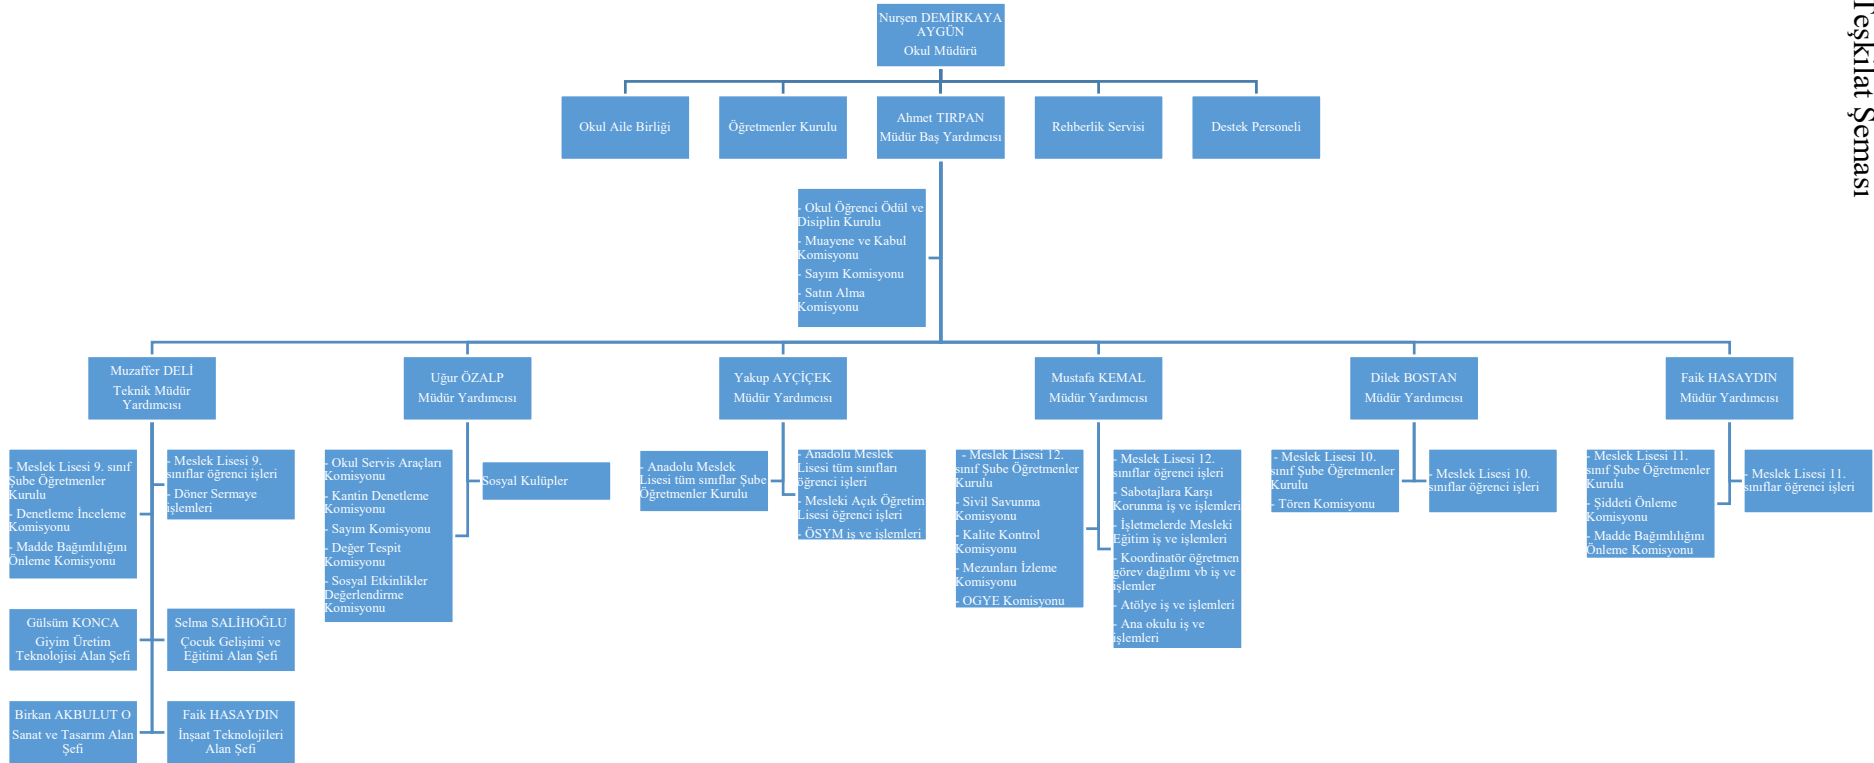 Teşkilat Şeması
Nurşen DEMİRKAYA
AYGÜN
Okul Müdürü
Okul Aile Birliği
Öğretmenler Kurulu
Ahmet TIRPAN
Müdür Baş Yardımcısı
Rehberlik Servisi
Destek Personeli
- Okul Öğrenci Ödül ve
Disiplin Kurulu
- Muayene ve Kabul
Komisyonu
- Sayım Komisyonu
- Satın Alma
Komisyonu
Muzaffer DELİ
Teknik Müdür
Yardımcısı
Uğur ÖZALP
Müdür Yardımcısı
Yakup AYÇİÇEK
Müdür Yardımcısı
Mustafa KEMAL
Müdür Yardımcısı
Dilek BOSTAN
Müdür Yardımcısı
Faik HASAYDIN
Müdür Yardımcısı
- Meslek Lisesi 9. sınıf
Şube Öğretmenler
Kurulu
- Denetleme İnceleme
Komisyonu
- Madde Bağımlılığını
Önleme Komisyonu
- Meslek Lisesi 9.
sınıflar öğrenci işleri
- Döner Sermaye
işlemleri
- Okul Servis Araçları
Komisyonu
- Kantin Denetleme
Komisyonu
- Sayım Komisyonu
- Değer Tespit
Komisyonu
- Sosyal Etkinlikler
Değerlendirme
Komisyonu
Sosyal Kulüpler
- Anadolu Meslek
Lisesi tüm sınıflar Şube
Öğretmenler Kurulu
- Anadolu Meslek
Lisesi tüm sınıfları
öğrenci işleri
- Mesleki Açık Öğretim
Lisesi öğrenci işleri
- ÖSYM iş ve işlemleri
- Meslek Lisesi 12.
sınıf Şube Öğretmenler
Kurulu
- Sivil Savunma
Komisyonu
- Kalite Kontrol
Komisyonu
- Mezunları İzleme
Komisyonu
- OGYE Komisyonu
- Meslek Lisesi 12.
sınıflar öğrenci işleri
- Sabotajlara Karşı
Korunma iş ve işlemleri
- İşletmelerde Mesleki
Eğitim iş ve işlemleri
- Koordinatör öğretmen
görev dağılımı vb iş ve
işlemler
- Atölye iş ve işlemleri
- Ana okulu iş ve
işlemleri
- Meslek Lisesi 10.
sınıf Şube Öğretmenler
Kurulu
- Tören Komisyonu
- Meslek Lisesi 10.
sınıflar öğrenci işleri
- Meslek Lisesi 11.
sınıf Şube Öğretmenler
Kurulu
- Şiddeti Önleme
Komisyonu
- Madde Bağımlılığını
Önleme Komisyonu
- Meslek Lisesi 11.
sınıflar öğrenci işleri
Gülsüm KONCA
Giyim Üretim
Teknolojisi Alan Şefi
Selma SALİHOĞLU
Çocuk Gelişimi ve
Eğitimi Alan Şefi
Birkan AKBULUT O
Sanat ve Tasarım Alan
Şefi
Faik HASAYDIN
İnşaat Teknolojileri
Alan Şefi